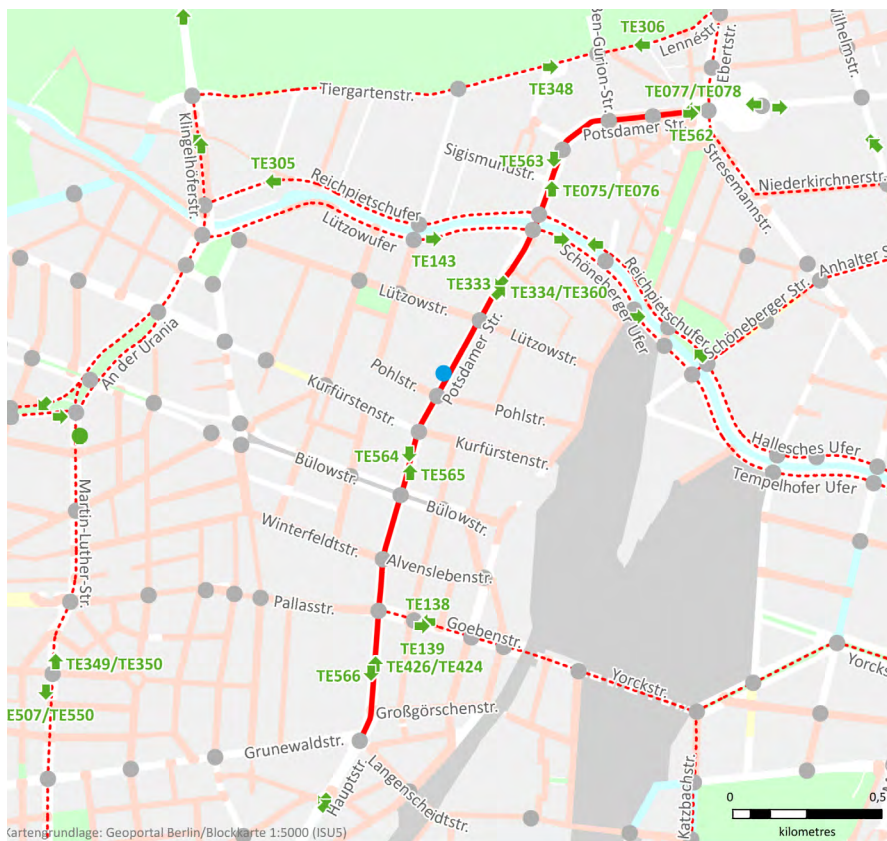 TE306
Lennéstr.
Ben-Gurion-Str.
Ebertstr.
Wilhelmstr.
TE348
Tiergartenstr.
TE077/TE078
Potsdamer Str.
TE562
Klingelhöferstr.
TE305
Sigismundstr.
TE563
Stresemannstr.
Niederkirchnerstr.
Reichpietschufer
TE075/TE076
Lützowufer
TE143
Schöneberger Ufer
Reichpietschufer
Anhalter S
TE333
TE334/TE360
Schöneberger Str.
Lützowstr.
Potsdamer Str.
Lützowstr.
An der Urania
Pohlstr.
Kurfürstenstr.
Pohlstr.
Kurfürstenstr.
Hallesches Ufer
TE564
TE565
Bülowstr.
Tempelhofer Ufer
Martin-Luther-Str.
Bülowstr.
Winterfeldtstr.
Alvenslebenstr.
TE138
Pallasstr.
Goebenstr.
TE139
TE349/TE350
TE566
TE426/TE424
Yorckstr.
Yorcks
E507/TE550
Großgörschenstr.
Grunewaldstr.
Hauptstr.
Langenscheidtstr.
Katzbachstr.
0 0,5
kilometres
Kartengrundlage: Geoportal Berlin/Blockkarte 1:5000 (ISU5)